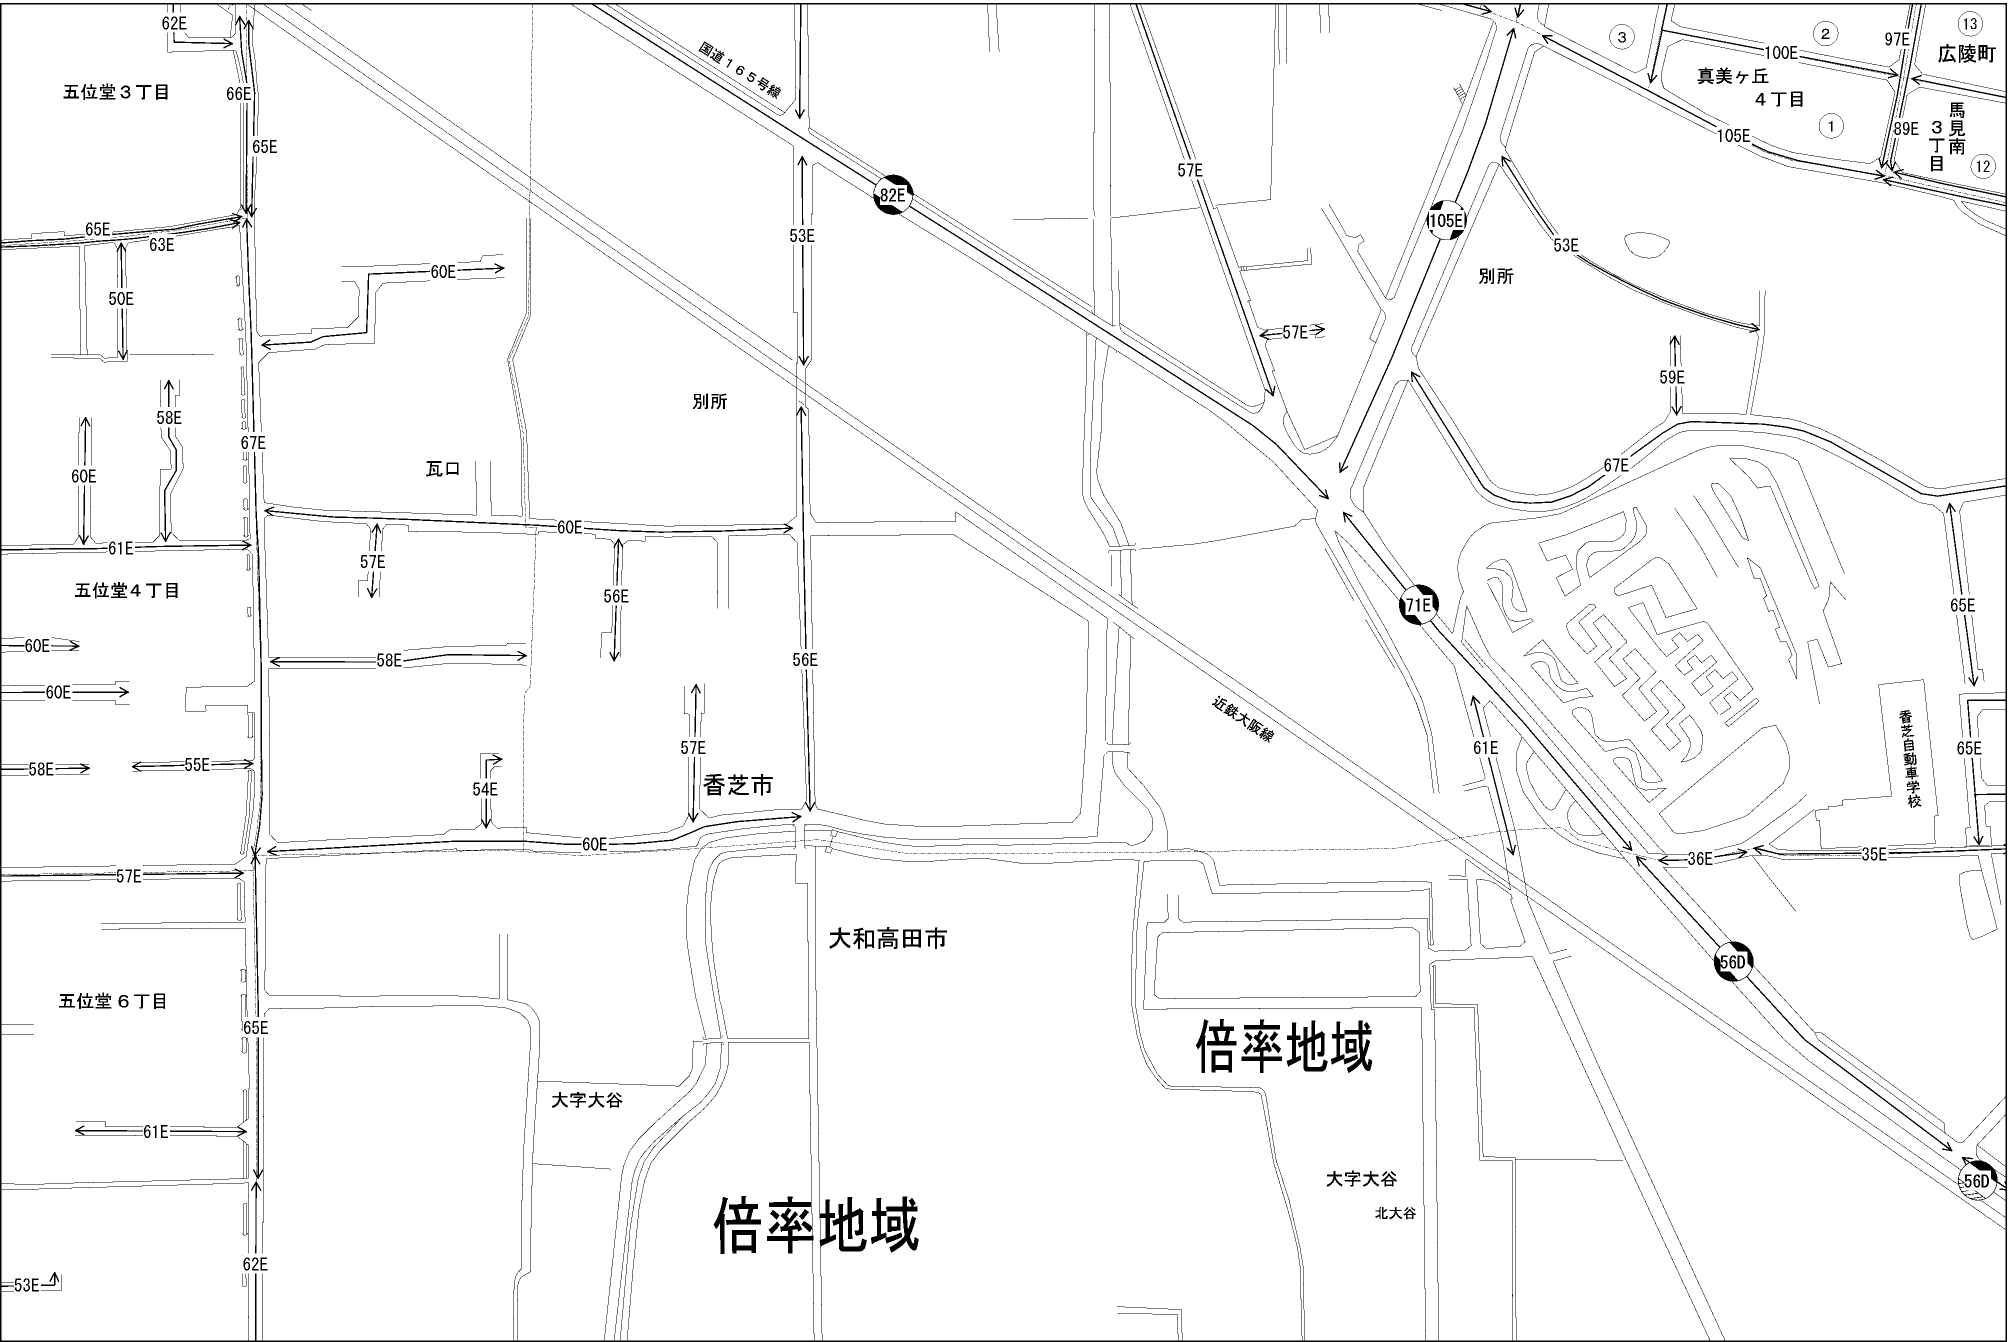 62E
国道１６５号線
3
2
97E
13
広陵町
100E
五位堂３丁目
66E
真美ヶ丘
４丁目
馬見南３丁目
1
89E
105E
12
65E
57E
82E
105E
65E
63E
53E
53E
別所
60E
50E
57E
59E
別所
58E
67E
67E
瓦口
60E
60E
61E
57E
五位堂４丁目
56E
71E
65E
60E
58E
56E
60E
近鉄大阪線
香芝自動車学校
57E
61E
65E
58E
55E
香芝市
54E
60E
36E
35E
57E
大和高田市
56D
五位堂６丁目
65E
倍率地域
大字大谷
61E
大字大谷
56D
北大谷
倍率地域
62E
53E